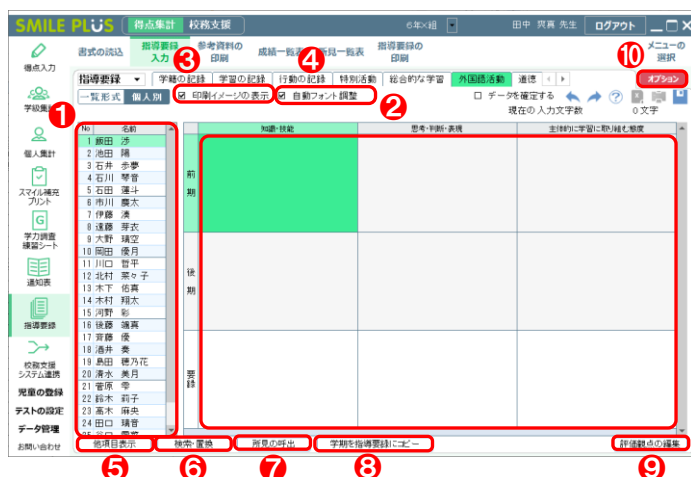 SMILE PLUS 得点集計 校務支援 6年×組 田中 爽真 先生 ログアウト
得点入力 書式の読込 指導要録入力 参考資料の印刷 成績一覧表 所見一覧表 指導要録の印刷 メニューの選択
❸ ❹ ❿
指導要録 学籍の記録 学習の記録 行動の記録 特別活動 総合的な学習 外国語活動 道徳 オプション
学級集計 一覧形式 個人別 印刷イメージの表示 自動フォント調整 データを確定する
❶ ❷ 現在の入力文字数 0文字
No 名前 知識・技能 思考・判断・表現 主体的に学習に取り組む態度
1 飯田 渉
2 池田 陽
3 石井 歩夢
4 石川 琴音
5 石田 蓮斗
6 市川 慶太
7 伊藤 湊
8 遠藤 芽衣
9 大野 晴空
10 岡田 優月
11 川口 哲平
12 北村 菜々子
13 木下 佑真
14 木村 翔太
15 河野 彩
16 後藤 颯真
17 斉藤 優
18 酒井 奏
19 島田 穂乃花
20 清水 美月
21 菅原 雫
22 鈴木 莉子
23 高木 麻央
24 田口 璃音
前期
後期
要録
個人集計
スマイル補充プリント
学力調査練習シート
通知表
指導要録
校務支援システム連携
児童の登録
テストの設定
データ管理
お問い合わせ
他項目表示 検索・置換 所見の呼出 学期を指導要録にコピー 評価観点の編集
❺ ❻ ❼ ❽ ❾